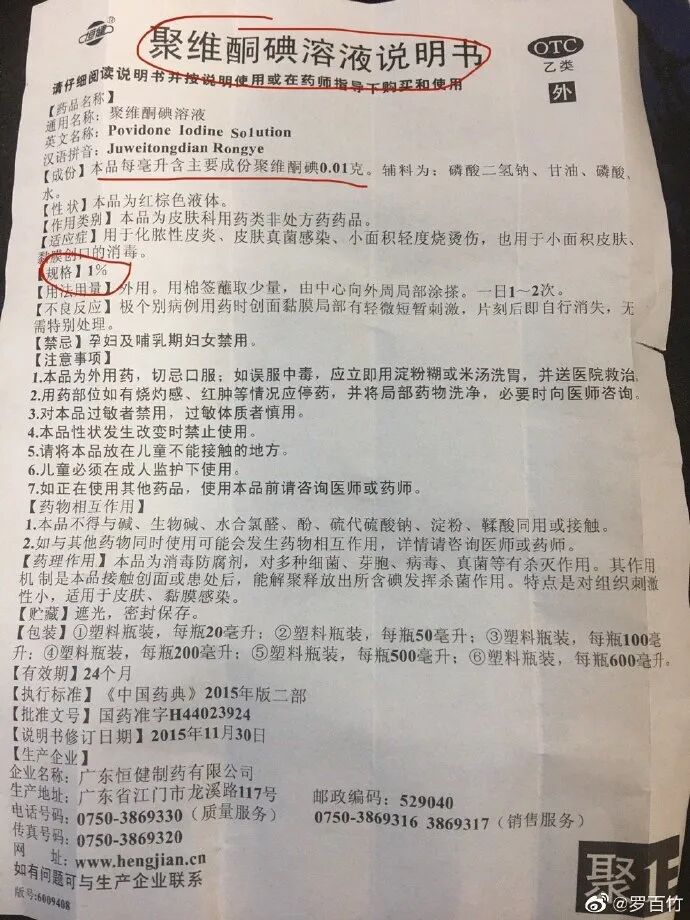 恒健
聚维酮碘溶液说明书
OTC
乙类
外
请仔细阅读说明书并按说明使用或在药师指导下购买和使用
【药品名称】
通用名称：聚维酮碘溶液
英文名称：Povidone Iodine So1ution
汉语拼音：Juweitongdian Rongye
【成份】本品每毫升含主要成份聚维酮碘0.01克。辅料为：磷酸二氢钠、甘油、磷酸、
水。
【性状】本品为红棕色液体。
【作用类别】本品为皮肤科用药类非处方药药品。
【适应症】用于化脓性皮炎、皮肤真菌感染、小面积轻度烧烫伤，也用于小面积皮肤、
黏膜创口的消毒。
【规格】1%
【用法用量】外用。用棉签蘸取少量，由中心向外周局部涂搽。一日1～2次。
【不良反应】极个别病例用药时创面黏膜局部有轻微短暂刺激，片刻后即自行消失，无
需特别处理。
【禁忌】孕妇及哺乳期妇女禁用。
【注意事项】
1.本品为外用药，切忌口服；如误服中毒，应立即用淀粉糊或米汤洗胃，并送医院救治。
2.用药部位如有烧灼感、红肿等情况应停药，并将局部药物洗净，必要时向医师咨询。
3.对本品过敏者禁用，过敏体质者慎用。
4.本品性状发生改变时禁止使用。
5.请将本品放在儿童不能接触的地方。
6.儿童必须在成人监护下使用。
7.如正在使用其他药品，使用本品前请咨询医师或药师。
【药物相互作用】
1.本品不得与碱、生物碱、水合氯醛、酚、硫代硫酸钠、淀粉、鞣酸同用或接触。
2.如与其他药物同时使用可能会发生药物相互作用，详情请咨询医师或药师。
【药理作用】本品为消毒防腐剂，对多种细菌、芽胞、病毒、真菌等有杀灭作用。其作用
机 制是本品接触创面或患处后，能解聚释放出所含碘发挥杀菌作用。特点是对组织刺激
性小，适用于皮肤、黏膜感染。
【贮藏】遮光，密封保存。
【包装】①塑料瓶装，每瓶20毫升；②塑料瓶装，每瓶50毫升；③塑料瓶装，每瓶100毫
升；④塑料瓶装，每瓶200毫升；⑤塑料瓶装，每瓶500毫升；⑥塑料瓶装，每瓶600毫升。
【有效期】24个月
【执行标准】《中国药典》2015年版二部
【批准文号】国药准字H44023924
【说明书修订日期】2015年11月30日
【生产企业】
企业名称：广东恒健制药有限公司
生产地址：广东省江门市龙溪路117号 邮政编码：529040
电话号码：0750-3869330（质量服务） 0750-3869316 3869317（销售服务）
传真号码：0750-3869320
网 址：www.hengjian.cn
如有问题可与生产企业联系
版号:6009408
聚
@罗百竹